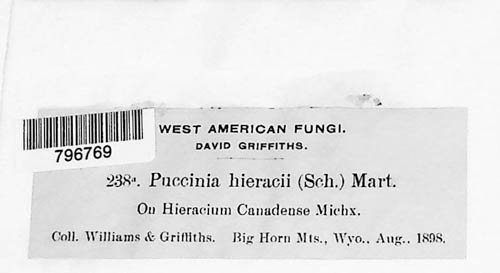 WEST AMERICAN FUNGI.
DAVID GRIFFITHS.
796769
238a. Puccinia hieracii (Sch.) Mart.
On Hieracium Canadense Michx.
Coll. Williams & Griffiths. Big Horn Mts., Wyo., Aug., 1898.